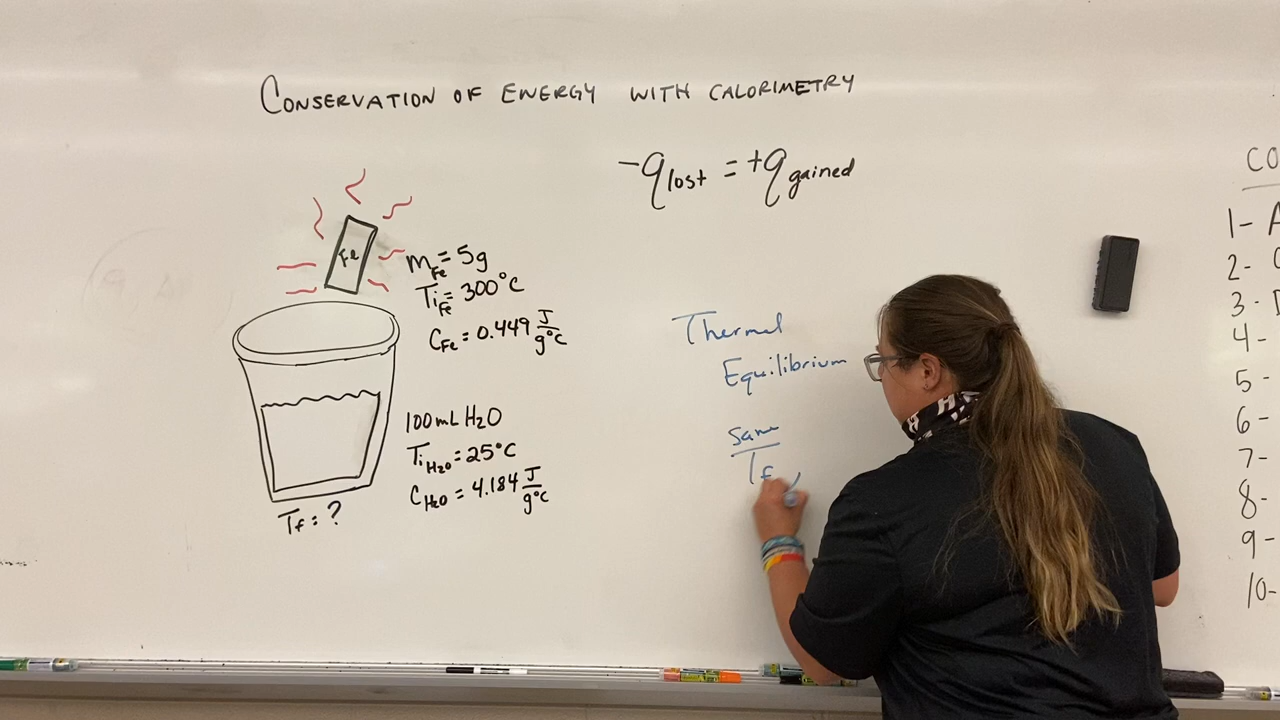 CONSERVATION OF ENERGY WITH CALORIMETRY
-q lost = +q gained
Fe
m Fe = 5g
Ti Fe = 300°C
C Fe = 0.449 J/g°C
100mL H2O
Ti H2O = 25°C
C H2O = 4.184 J/g°C
Tf = ?
Thermal
Equilibrium
same
Tf
CO
1- A
2-
3-
4-
5-
6-
7-
8-
9-
10-